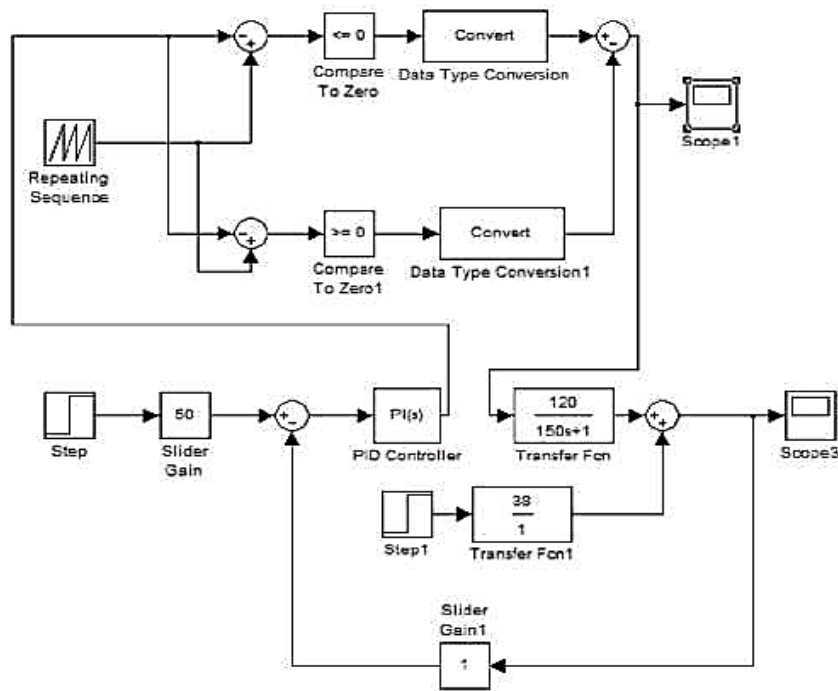 <= 0
Convert
Compare
To Zero
Data Type Conversion
Scope1
Repeating
Sequence
>= 0
Convert
Compare
To Zero1
Data Type Conversion1
50
PI(s)
120
150s+1
Step
Slider
Gain
PID Controller
Transfer Fcn
Scope3
38
1
Step1
Transfer Fcn1
Slider
Gain1
1